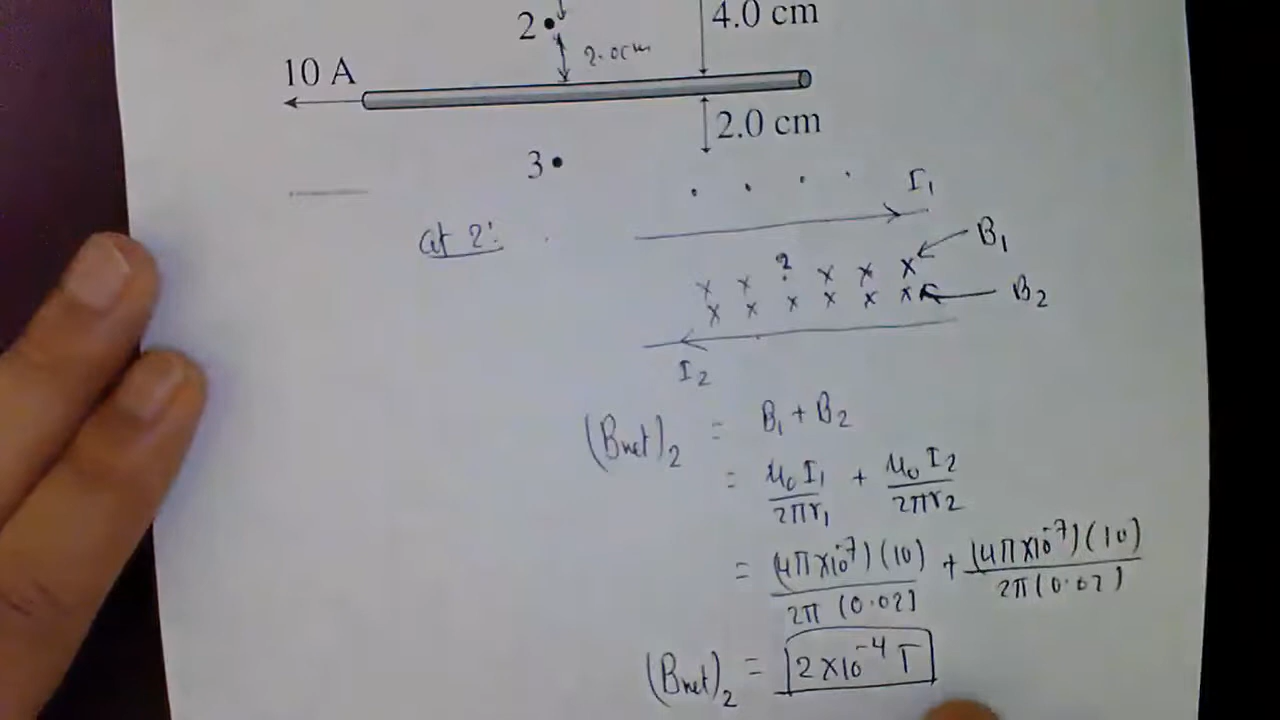 4.0 cm
2
2.0cm
10 A
2.0 cm
3
I₁
at 2:
B₁
2
B₂
I₂
(Bnet)₂ = B₁ + B₂
= μ₀I₁/2πr₁ + μ₀I₂/2πr₂
= (4π×10⁻⁷)(10)/2π(0.02) + (4π×10⁻⁷)(10)/2π(0.02)
(Bnet)₂ = 2×10⁻⁴ T